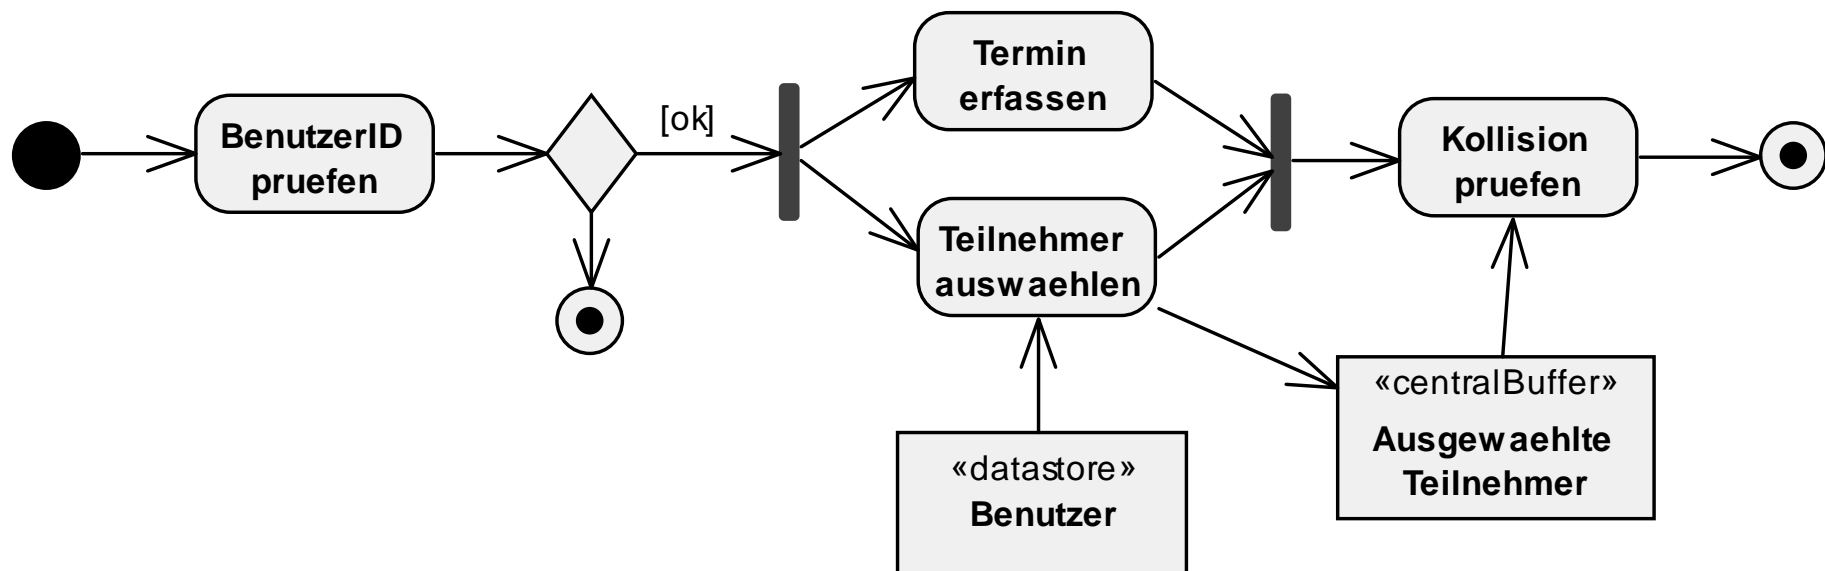 BenutzerID
pruefen
[ok]
Termin
erfassen
Teilnehmer
auswaehlen
Kollision
pruefen
«datastore»
Benutzer
«centralBuffer»
Ausgewaehlte
Teilnehmer